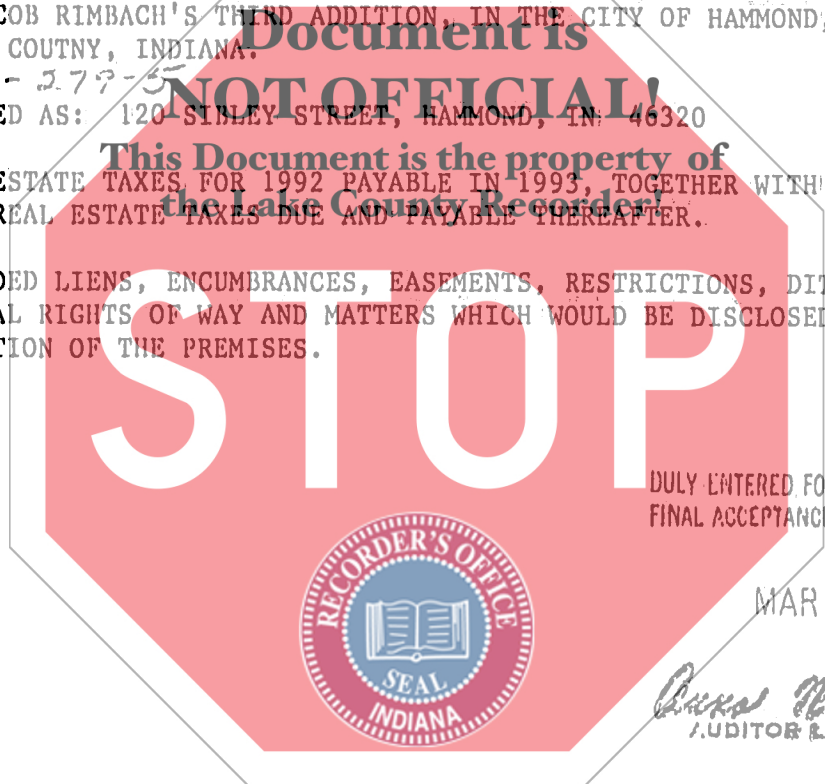 COB RIMBACH'S THIRD ADDITION, IN THE CITY OF HAMMOND,
COUTNY, INDIANA.
Document is
- 279-5
NOT OFFICIAL!
ED AS: 120 SIBLEY STREET, HAMMOND, IN: 46320
This Document is the property of
ESTATE TAXES FOR 1992 PAYABLE IN 1993, TOGETHER WITH
the Lake County Recorder!
REAL ESTATE TAXES DUE AND PAYABLE THEREAFTER.
DED LIENS, ENCUMBRANCES, EASEMENTS, RESTRICTIONS, DIT
AL RIGHTS OF WAY AND MATTERS WHICH WOULD BE DISCLOSED
TION OF THE PREMISES.
STOP
DULY ENTERED FO
FINAL ACCEPTANC
RECORDER'S OFFICE
SEAL
INDIANA
MAR
AUDITOR L